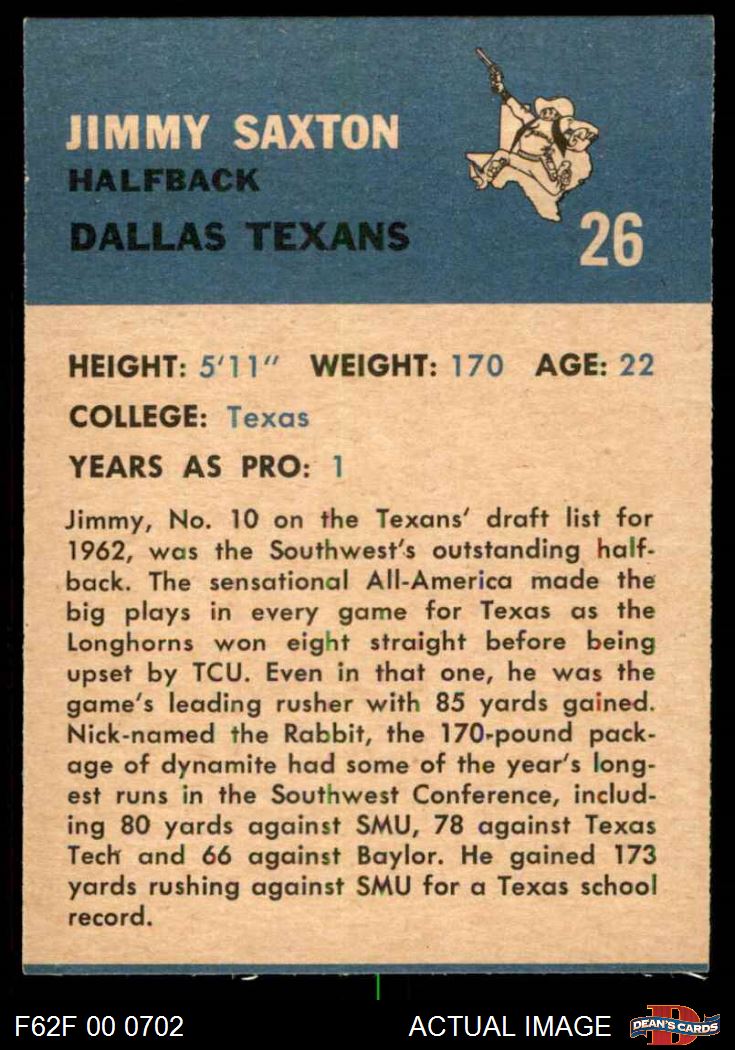 JIMMY SAXTON
HALFBACK
DALLAS TEXANS
26
HEIGHT: 5'11" WEIGHT: 170 AGE: 22
COLLEGE: Texas
YEARS AS PRO: 1
Jimmy, No. 10 on the Texans' draft list for
1962, was the Southwest's outstanding half-
back. The sensational All-America made the
big plays in every game for Texas as the
Longhorns won eight straight before being
upset by TCU. Even in that one, he was the
game's leading rusher with 85 yards gained.
Nick-named the Rabbit, the 170-pound pack-
age of dynamite had some of the year's long-
est runs in the Southwest Conference, includ-
ing 80 yards against SMU, 78 against Texas
Tech and 66 against Baylor. He gained 173
yards rushing against SMU for a Texas school
record.
F62F 00 0702 ACTUAL IMAGE D DEAN'S CARDS